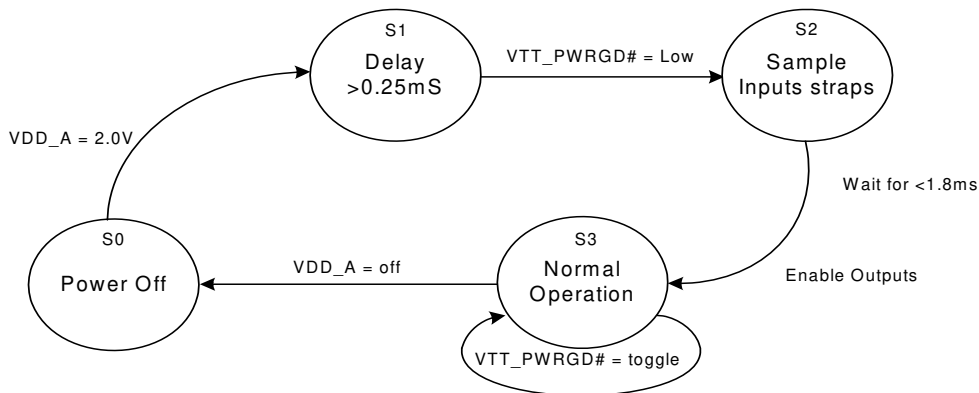 S1
Delay
>0.25mS
VTT_PWRGD# = Low
S2
Sample
Inputs straps
VDD_A = 2.0V
Wait for <1.8ms
S0
Power Off
VDD_A = off
S3
Normal
Operation
Enable Outputs
VTT_PWRGD# = toggle